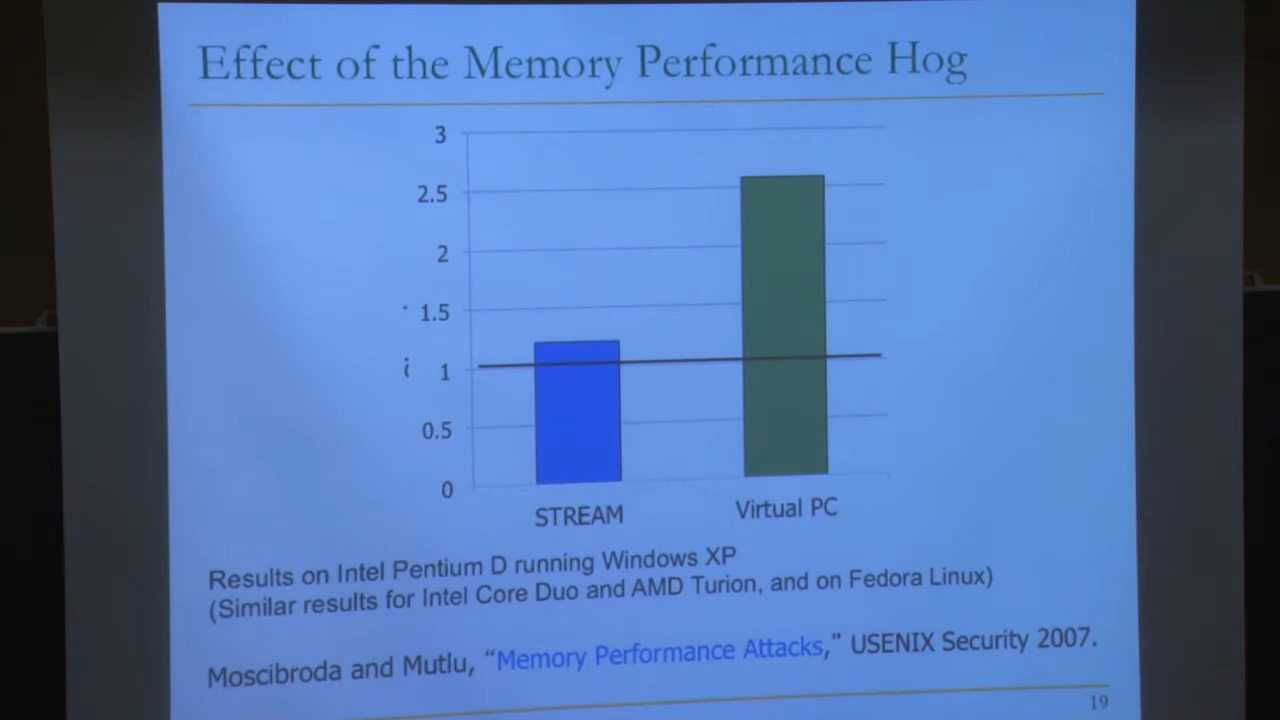 Effect of the Memory Performance Hog
3
2.5
2
1.5
1
0.5
0
STREAM
Virtual PC
Results on Intel Pentium D running Windows XP
(Similar results for Intel Core Duo and AMD Turion, and on Fedora Linux)
Moscibroda and Mutlu, “Memory Performance Attacks,” USENIX Security 2007.
19